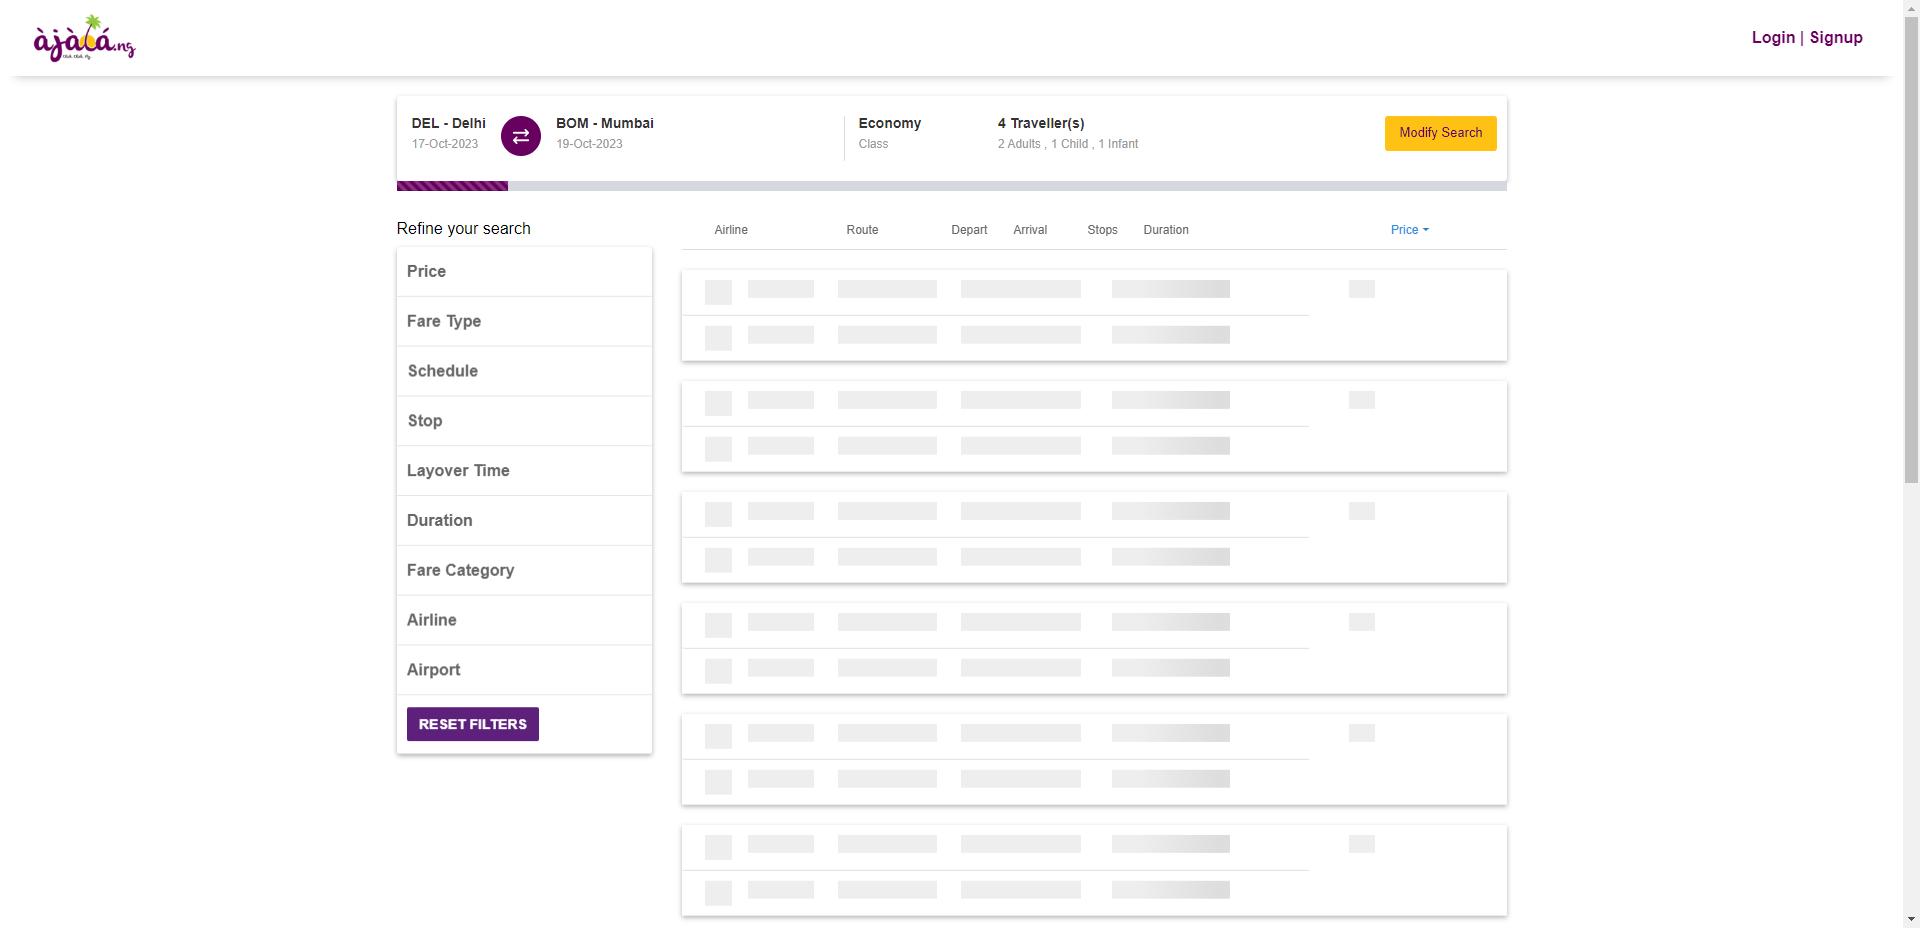 àjàlá.ng
Login | Signup
DEL - Delhi
17-Oct-2023
BOM - Mumbai
19-Oct-2023
Economy
Class
4 Traveller(s)
2 Adults , 1 Child , 1 Infant
Modify Search
Refine your search
Price
Fare Type
Schedule
Stop
Layover Time
Duration
Fare Category
Airline
Airport
RESET FILTERS
Airline Route Depart Arrival Stops Duration Price